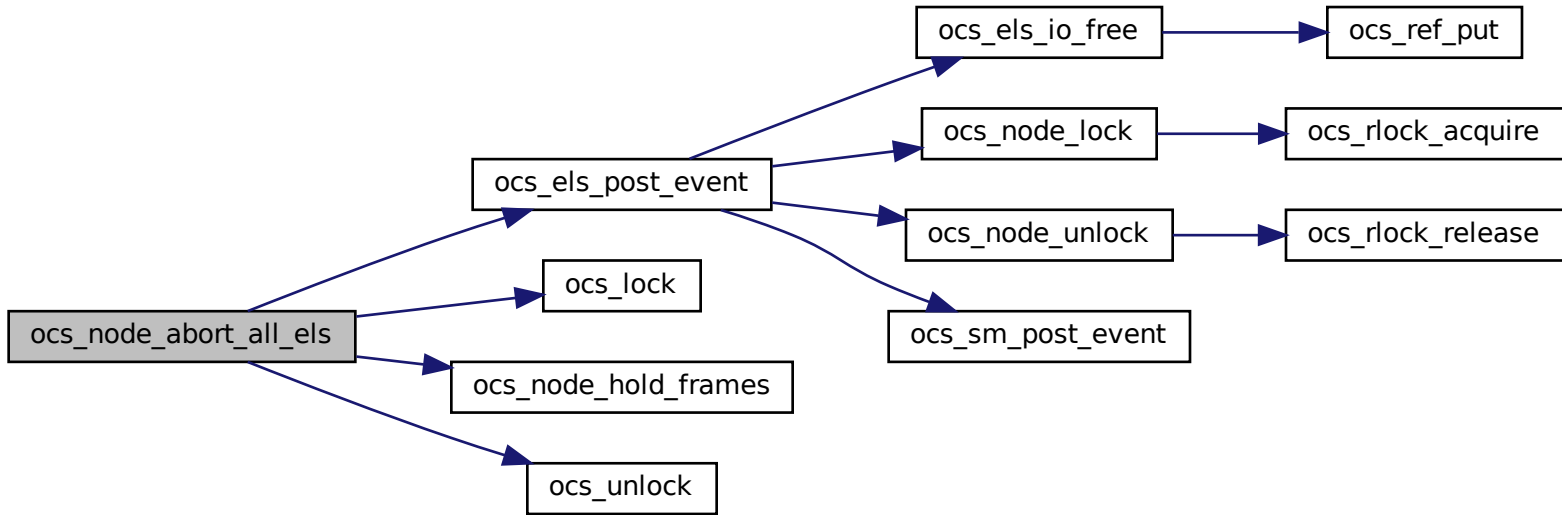 ocs_els_io_free
ocs_ref_put
ocs_node_lock
ocs_rlock_acquire
ocs_els_post_event
ocs_node_unlock
ocs_rlock_release
ocs_lock
ocs_node_abort_all_els
ocs_sm_post_event
ocs_node_hold_frames
ocs_unlock